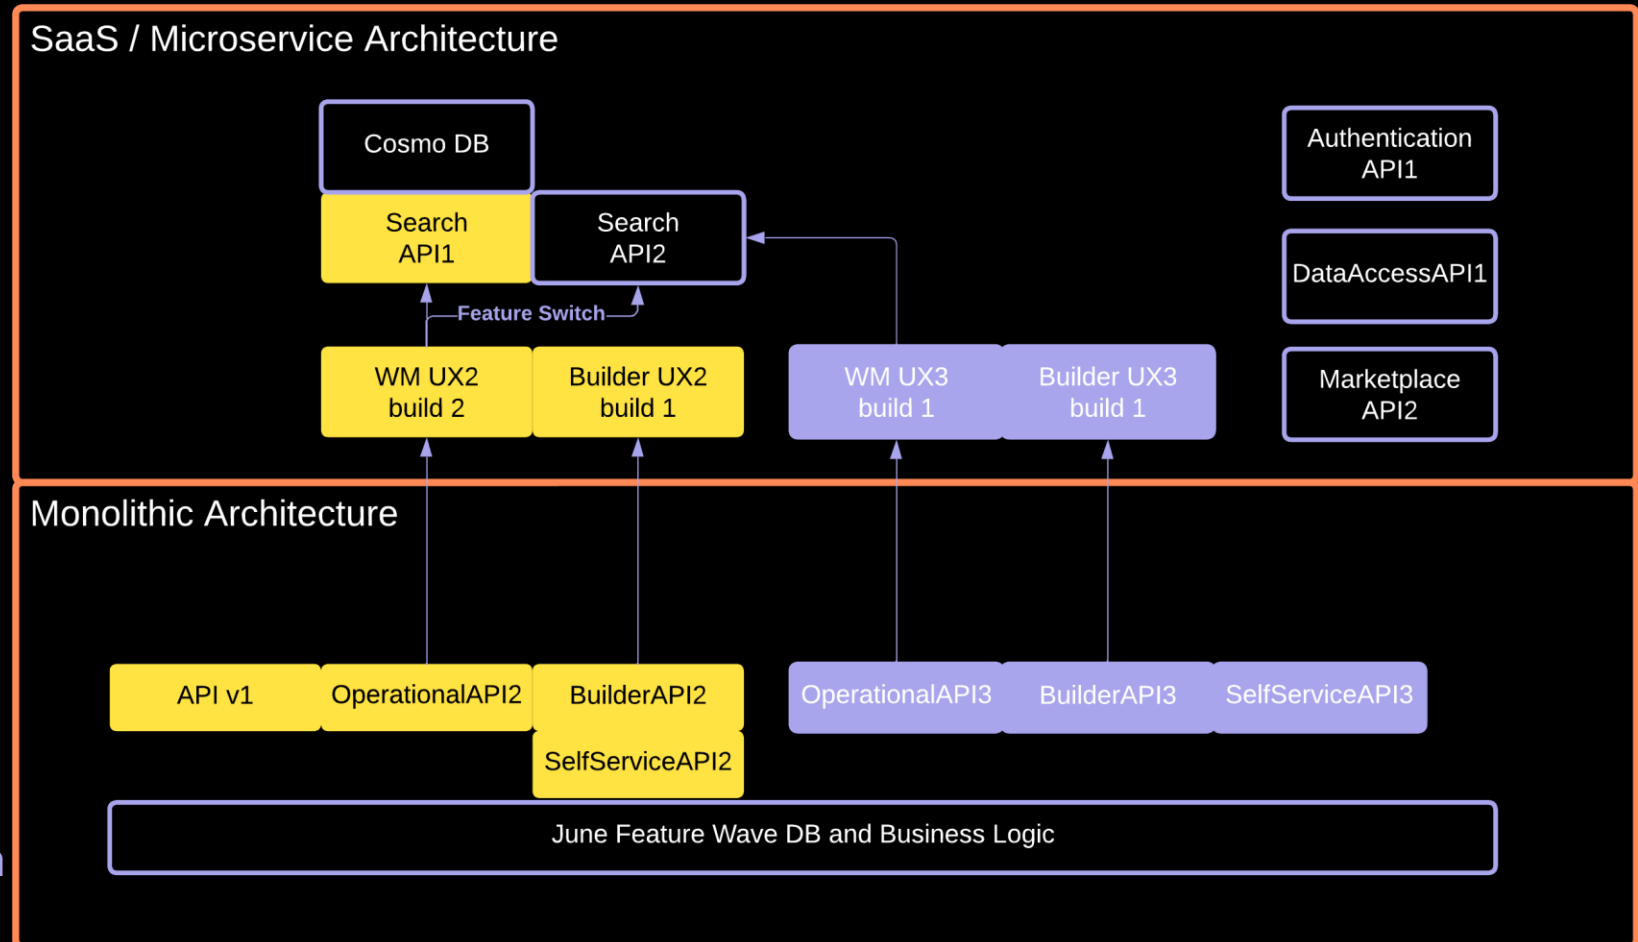 SaaS / Microservice Architecture
Cosmo DB
Authentication
API1
Search
API1
Search
API2
DataAccessAPI1
Feature Switch
WM UX2
build 2
Builder UX2
build 1
WM UX3
build 1
Builder UX3
build 1
Marketplace
API2
Monolithic Architecture
API v1
OperationalAPI2
BuilderAPI2
OperationalAPI3
BuilderAPI3
SelfServiceAPI3
SelfServiceAPI2
June Feature Wave DB and Business Logic